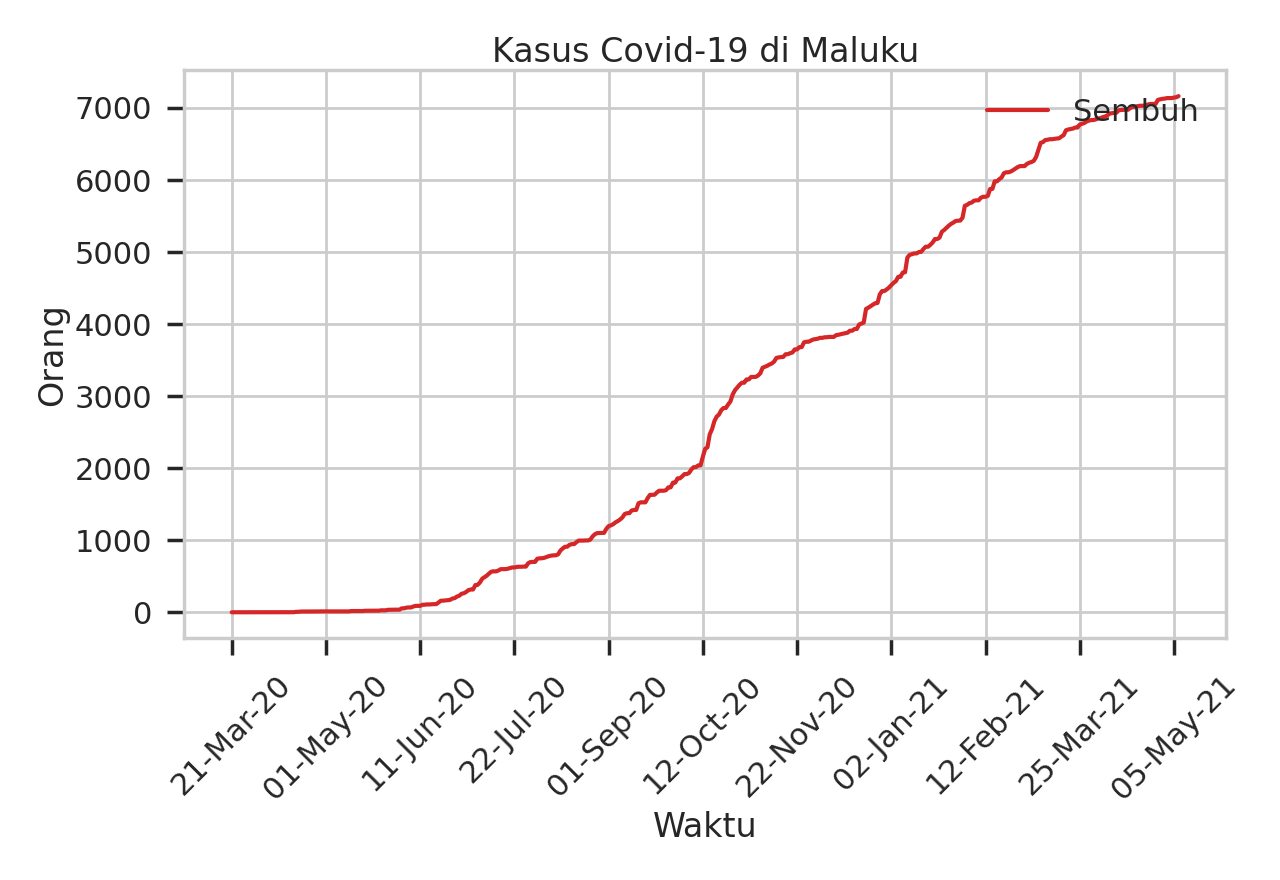 Kasus Covid-19 di Maluku
Sembuh
7000
6000
5000
4000
3000
2000
1000
0
Orang
21-Mar-20
01-May-20
11-Jun-20
22-Jul-20
01-Sep-20
12-Oct-20
22-Nov-20
02-Jan-21
12-Feb-21
25-Mar-21
05-May-21
Waktu